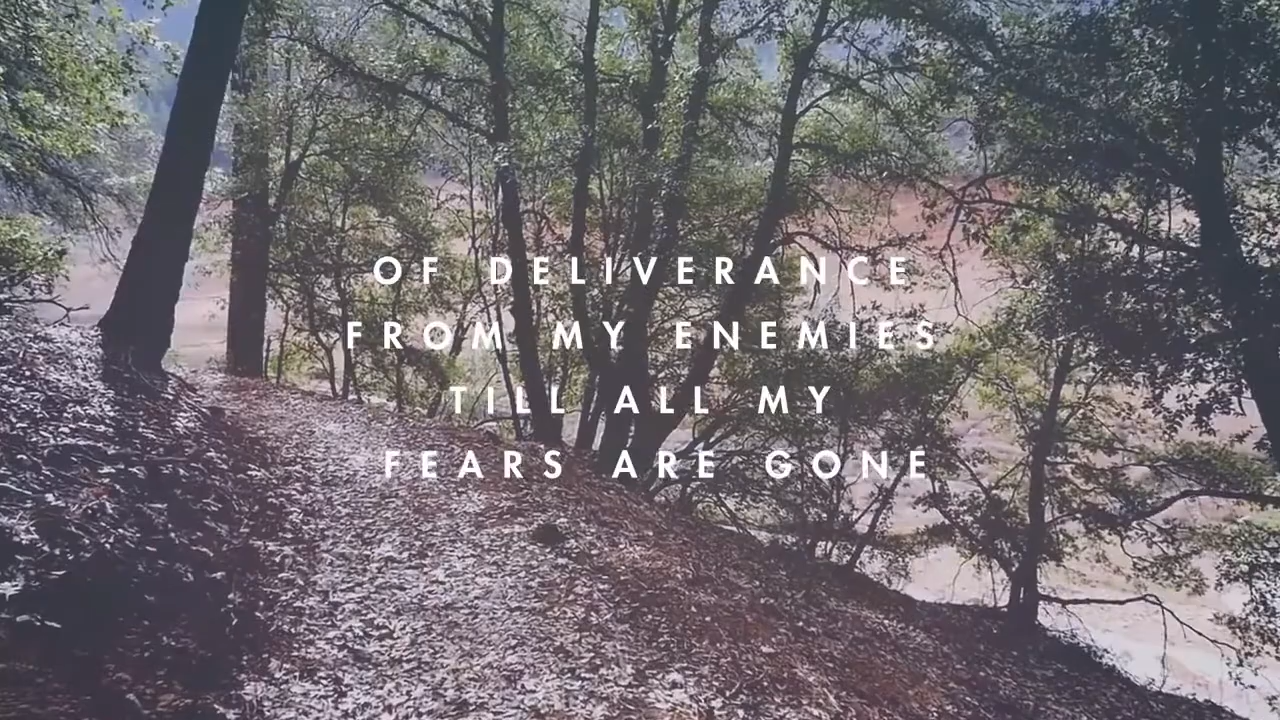 OF DELIVERANCE
FROM MY ENEMIES
TILL ALL MY
FEARS ARE GONE